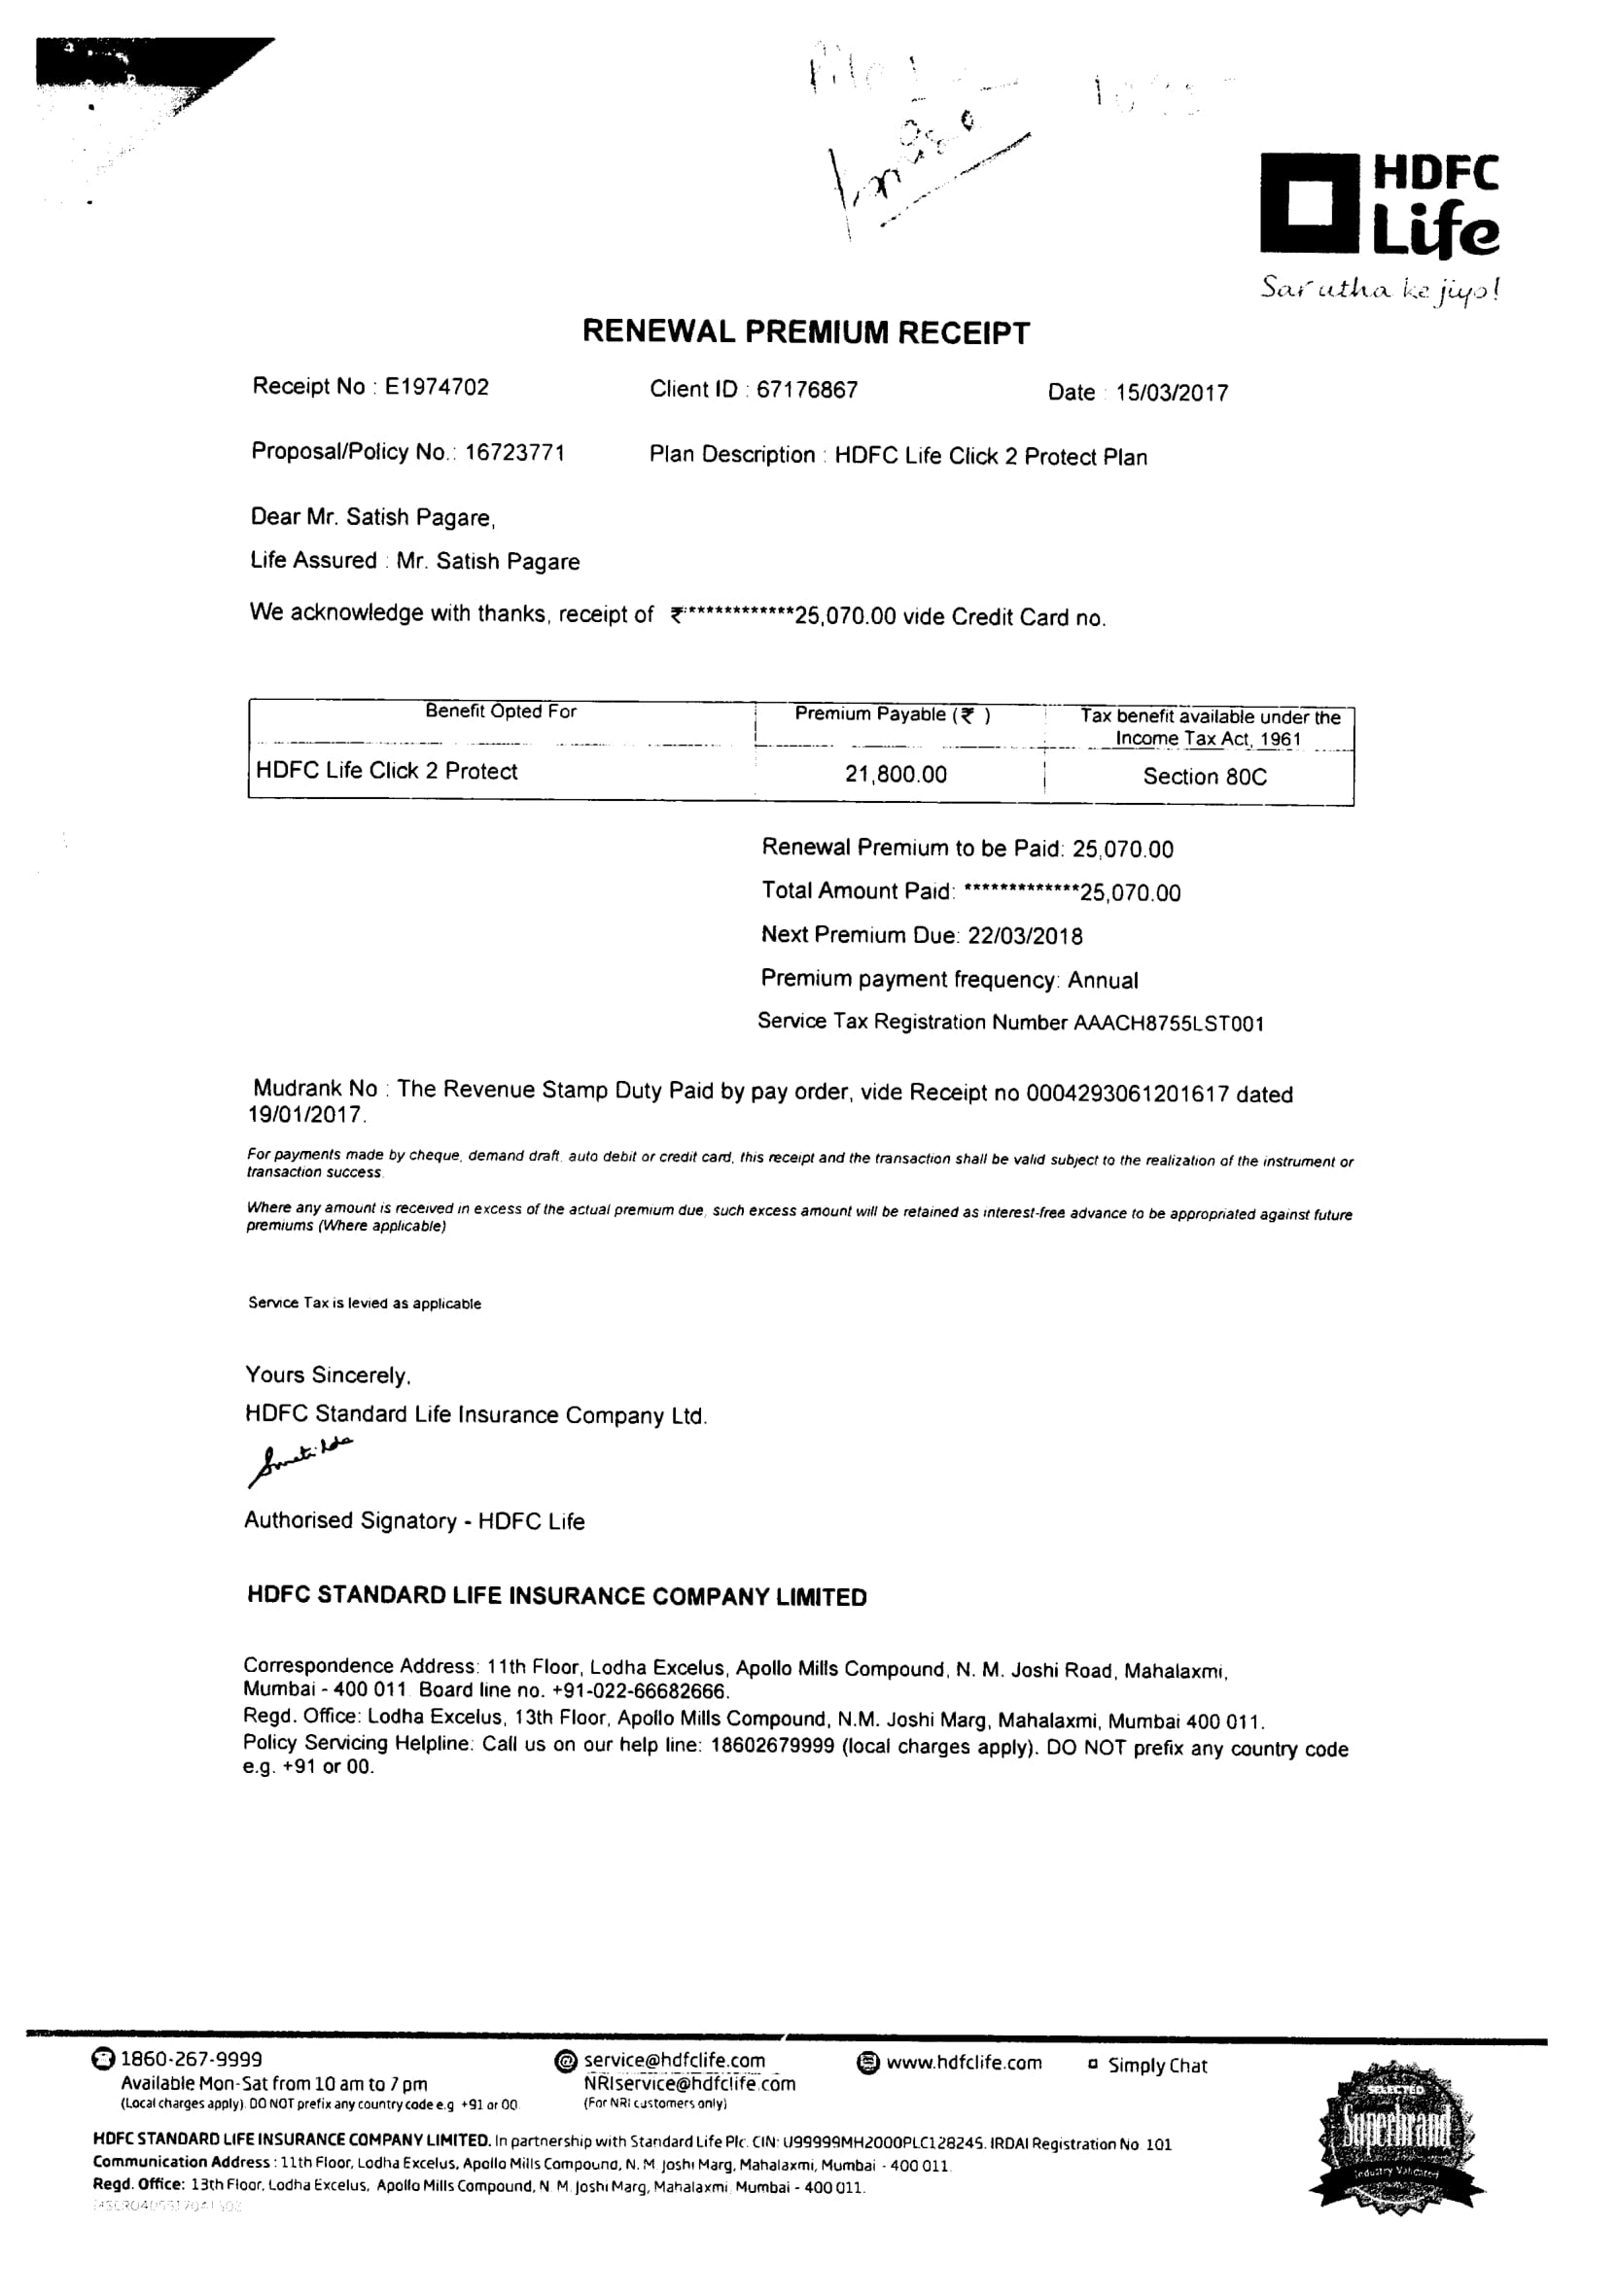 HDFC
Life
Sar utha ke jiyo!
RENEWAL PREMIUM RECEIPT
Receipt No : E1974702 Client ID : 67176867 Date : 15/03/2017
Proposal/Policy No.: 16723771 Plan Description : HDFC Life Click 2 Protect Plan
Dear Mr. Satish Pagare,
Life Assured : Mr. Satish Pagare
We acknowledge with thanks, receipt of ₹*************25,070.00 vide Credit Card no.
Benefit Opted For Premium Payable (₹ ) Tax benefit available under the
Income Tax Act, 1961
HDFC Life Click 2 Protect 21,800.00 Section 80C
Renewal Premium to be Paid: 25,070.00
Total Amount Paid: *************25,070.00
Next Premium Due: 22/03/2018
Premium payment frequency: Annual
Service Tax Registration Number AAACH8755LST001
Mudrank No : The Revenue Stamp Duty Paid by pay order, vide Receipt no 0004293061201617 dated
19/01/2017.
For payments made by cheque, demand draft, auto debit or credit card, this receipt and the transaction shall be valid subject to the realization of the instrument or
transaction success.
Where any amount is received in excess of the actual premium due, such excess amount will be retained as interest-free advance to be appropriated against future
premiums (Where applicable)
Service Tax is levied as applicable
Yours Sincerely,
HDFC Standard Life Insurance Company Ltd.
Authorised Signatory - HDFC Life
HDFC STANDARD LIFE INSURANCE COMPANY LIMITED
Correspondence Address: 11th Floor, Lodha Excelus, Apollo Mills Compound, N. M. Joshi Road, Mahalaxmi,
Mumbai - 400 011. Board line no. +91-022-66682666.
Regd. Office: Lodha Excelus, 13th Floor, Apollo Mills Compound, N.M. Joshi Marg, Mahalaxmi, Mumbai 400 011.
Policy Servicing Helpline: Call us on our help line: 18602679999 (local charges apply). DO NOT prefix any country code
e.g. +91 or 00.
1860-267-9999 service@hdfclife.com www.hdfclife.com Simply Chat
Available Mon-Sat from 10 am to 7 pm NRIservice@hdfclife.com
(Local charges apply). DO NOT prefix any country code e.g +91 or 00. (For NRI customers only)
HDFC STANDARD LIFE INSURANCE COMPANY LIMITED. In partnership with Standard Life Plc. CIN: U99999MH2000PLC128245. IRDAI Registration No. 101
Communication Address : 11th Floor, Lodha Excelus, Apollo Mills Compound, N. M Joshi Marg, Mahalaxmi, Mumbai - 400 011.
Regd. Office: 13th Floor, Lodha Excelus, Apollo Mills Compound, N. M. Joshi Marg, Mahalaxmi, Mumbai - 400 011.
SELECTED
Superbrand
Industry Validated